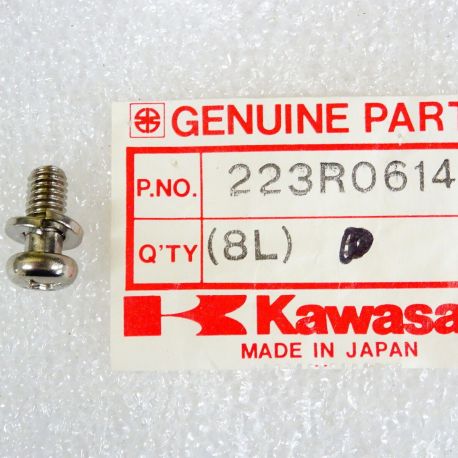 GENUINE PART
P.NO. 223R0614
Q'TY (8L) D
Kawasa
MADE IN JAPAN